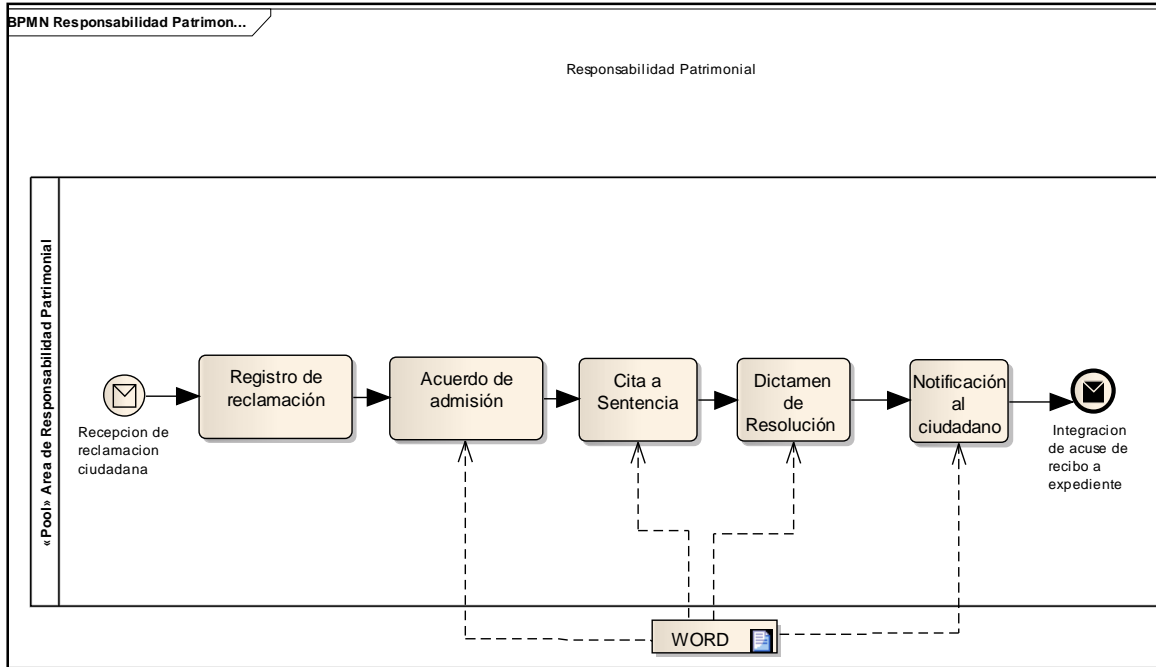 BPMN Responsabilidad Patrimon...
Responsabilidad Patrimonial
«Pool» Area de Responsabilidad Patrimonial
Recepcion de
reclamacion
ciudadana
Registro de
reclamación
Acuerdo de
admisión
Cita a
Sentencia
Dictamen
de
Resolución
Notificación
al
ciudadano
Integracion
de acuse de
recibo a
expediente
WORD